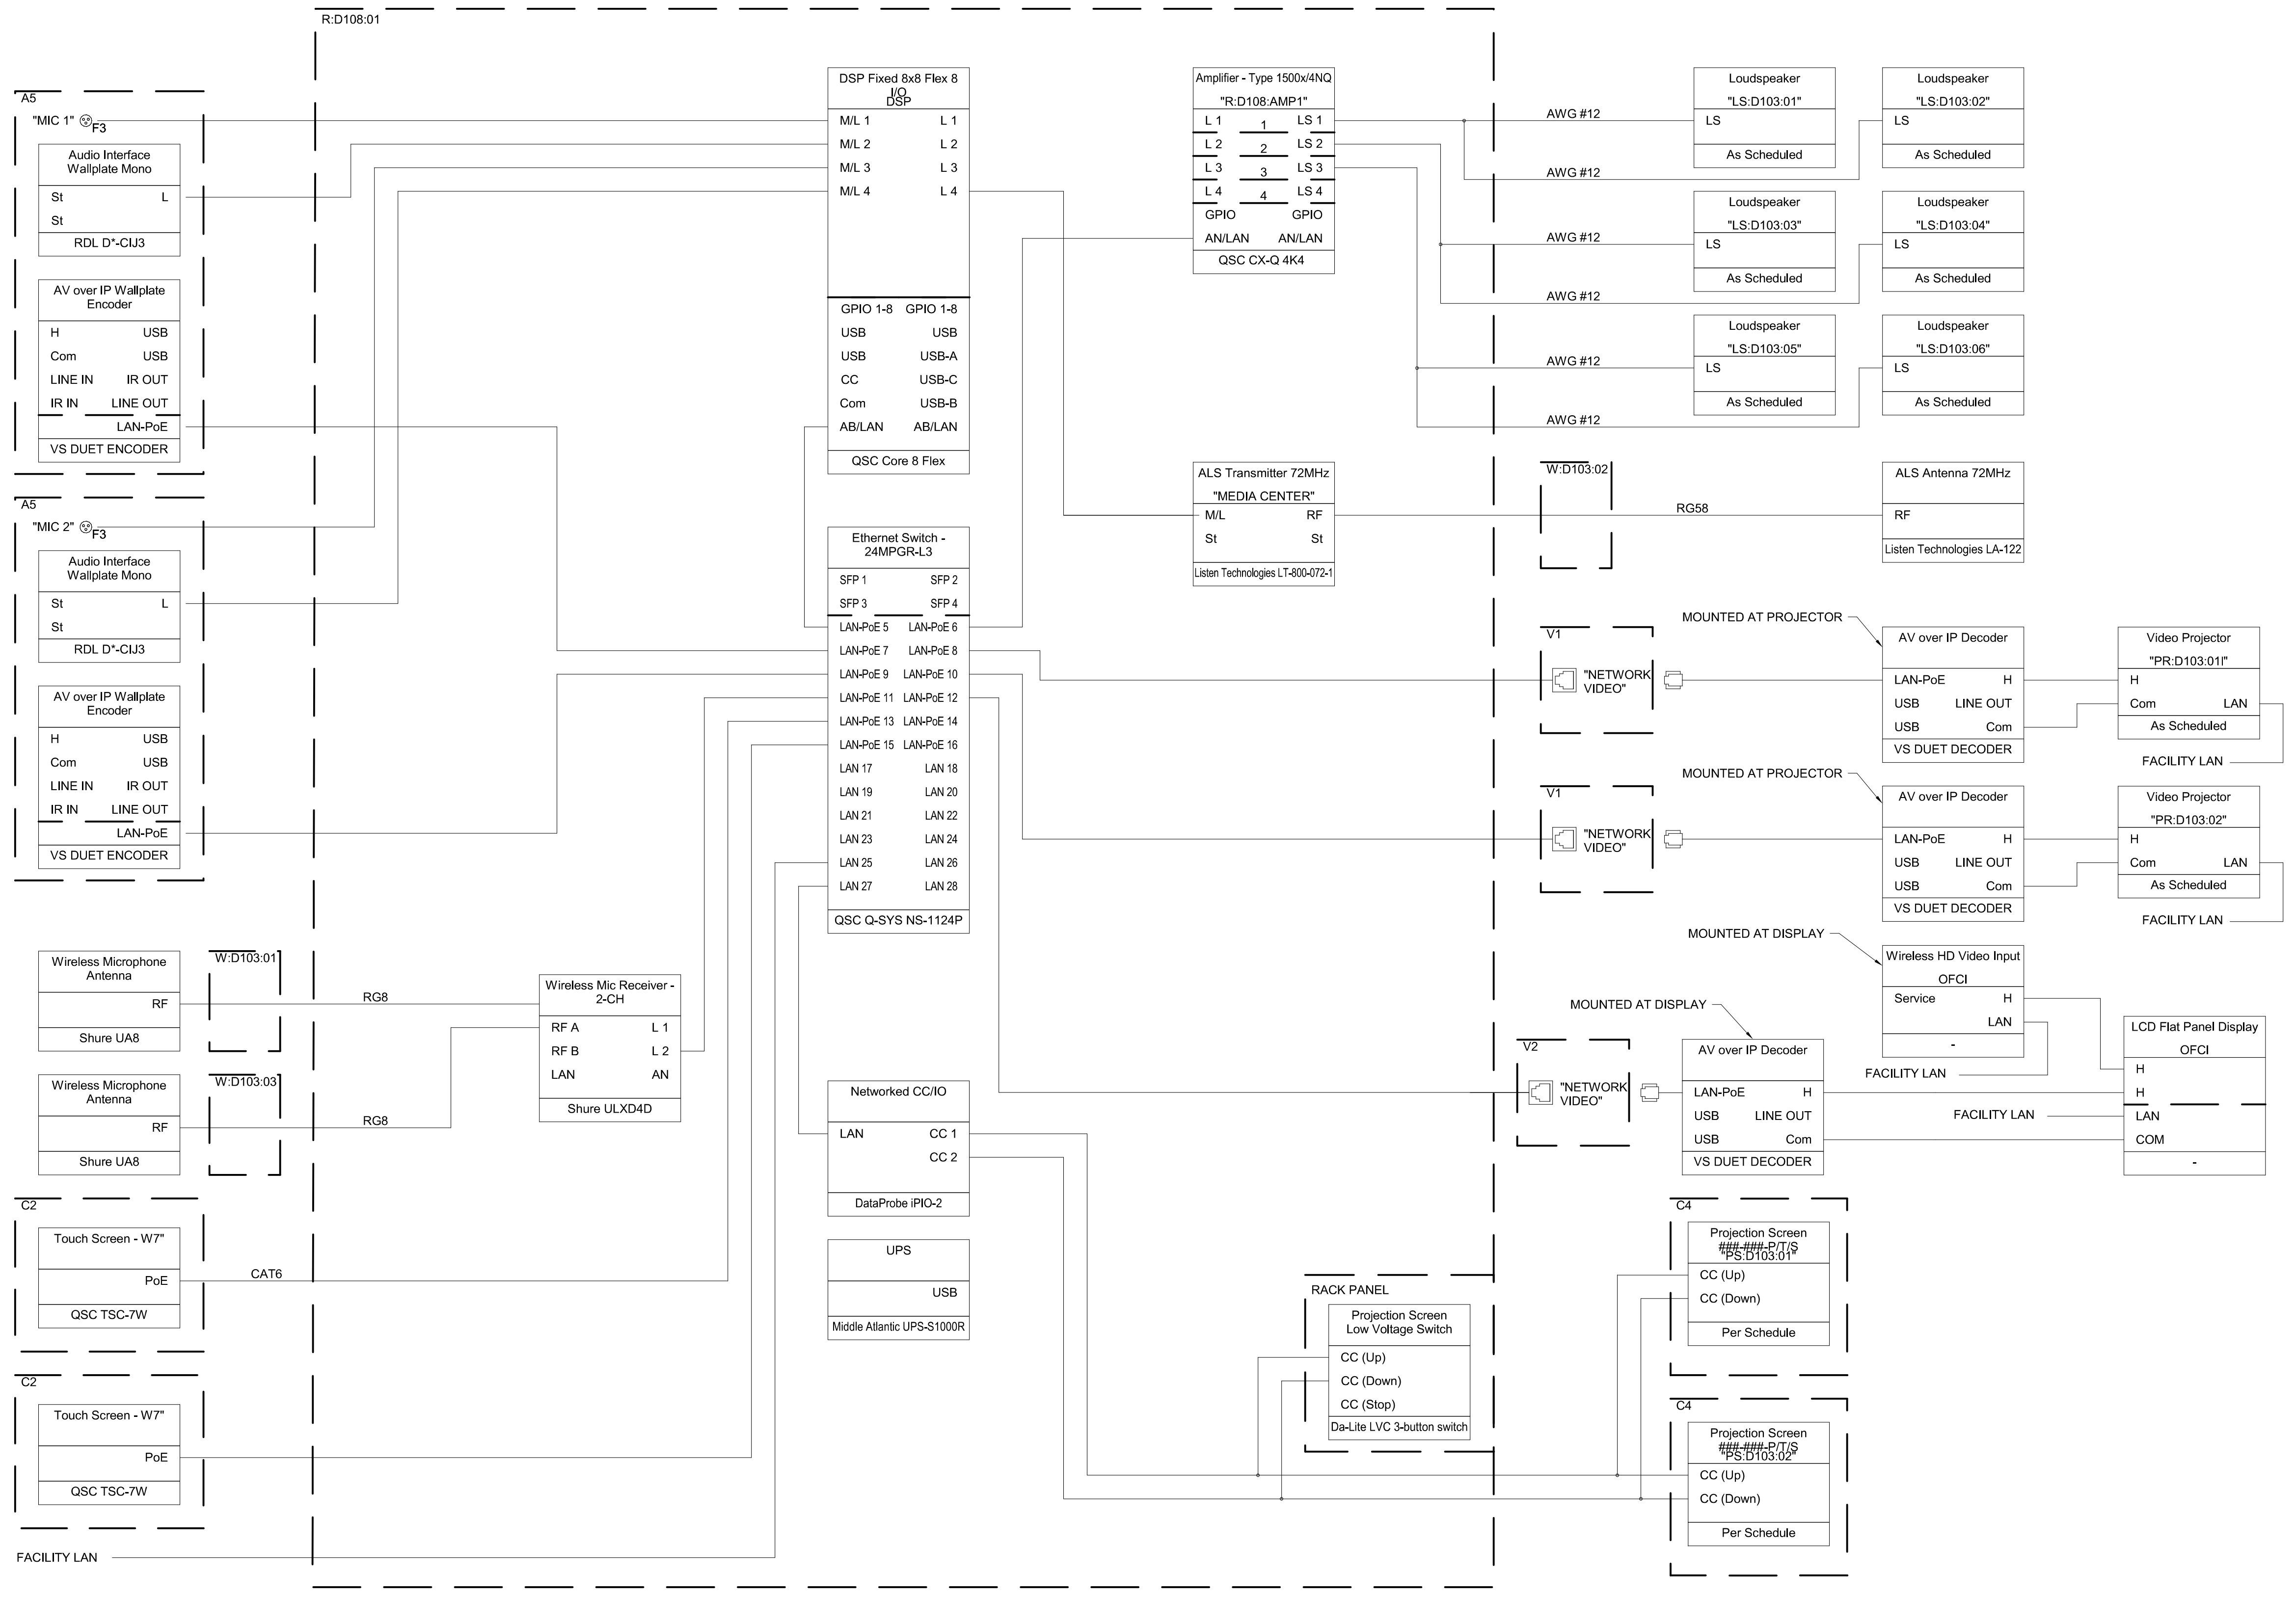 R:D108:01
A5
"MIC 1" F3
Audio Interface
Wallplate Mono
St L
St
RDL D*-CIJ3
AV over IP Wallplate
Encoder
H USB
Com USB
LINE IN IR OUT
IR IN LINE OUT
LAN-PoE
VS DUET ENCODER
A5
"MIC 2" F3
Audio Interface
Wallplate Mono
St L
St
RDL D*-CIJ3
AV over IP Wallplate
Encoder
H USB
Com USB
LINE IN IR OUT
IR IN LINE OUT
LAN-PoE
VS DUET ENCODER
Wireless Microphone
Antenna
RF
Shure UA8
W:D103:01
RG8
Wireless Microphone
Antenna
RF
Shure UA8
W:D103:03
RG8
C2
Touch Screen - W7"
PoE
QSC TSC-7W
CAT6
C2
Touch Screen - W7"
PoE
QSC TSC-7W
FACILITY LAN
Wireless Mic Receiver -
2-CH
RF A L 1
RF B L 2
LAN AN
Shure ULXD4D
DSP Fixed 8x8 Flex 8
I/O
DSP
M/L 1 L 1
M/L 2 L 2
M/L 3 L 3
M/L 4 L 4
GPIO 1-8 GPIO 1-8
USB USB
USB USB-A
CC USB-C
Com USB-B
AB/LAN AB/LAN
QSC Core 8 Flex
Ethernet Switch -
24MPGR-L3
SFP 1 SFP 2
SFP 3 SFP 4
LAN-PoE 5 LAN-PoE 6
LAN-PoE 7 LAN-PoE 8
LAN-PoE 9 LAN-PoE 10
LAN-PoE 11 LAN-PoE 12
LAN-PoE 13 LAN-PoE 14
LAN-PoE 15 LAN-PoE 16
LAN 17 LAN 18
LAN 19 LAN 20
LAN 21 LAN 22
LAN 23 LAN 24
LAN 25 LAN 26
LAN 27 LAN 28
QSC Q-SYS NS-1124P
Networked CC/IO
LAN CC 1
CC 2
DataProbe iPIO-2
UPS
USB
Middle Atlantic UPS-S1000R
Amplifier - Type 1500x/4NQ
"R:D108:AMP1"
L 1 1 LS 1
L 2 2 LS 2
L 3 3 LS 3
L 4 4 LS 4
GPIO GPIO
AN/LAN AN/LAN
QSC CX-Q 4K4
ALS Transmitter 72MHz
"MEDIA CENTER"
M/L RF
St St
Listen Technologies LT-800-072-1
RACK PANEL
Projection Screen
Low Voltage Switch
CC (Up)
CC (Down)
CC (Stop)
Da-Lite LVC 3-button switch
AWG #12
AWG #12
AWG #12
AWG #12
AWG #12
AWG #12
Loudspeaker
"LS:D103:01"
LS
As Scheduled
Loudspeaker
"LS:D103:02"
LS
As Scheduled
Loudspeaker
"LS:D103:03"
LS
As Scheduled
Loudspeaker
"LS:D103:04"
LS
As Scheduled
Loudspeaker
"LS:D103:05"
LS
As Scheduled
Loudspeaker
"LS:D103:06"
LS
As Scheduled
W:D103:02
RG58
ALS Antenna 72MHz
RF
Listen Technologies LA-122
V1
"NETWORK
VIDEO"
MOUNTED AT PROJECTOR
AV over IP Decoder
LAN-PoE H
USB LINE OUT
USB Com
VS DUET DECODER
Video Projector
"PR:D103:01l"
H
Com LAN
As Scheduled
FACILITY LAN
V1
"NETWORK
VIDEO"
MOUNTED AT PROJECTOR
AV over IP Decoder
LAN-PoE H
USB LINE OUT
USB Com
VS DUET DECODER
Video Projector
"PR:D103:02"
H
Com LAN
As Scheduled
FACILITY LAN
MOUNTED AT DISPLAY
Wireless HD Video Input
OFCI
Service H
LAN
-
FACILITY LAN
V2
"NETWORK
VIDEO"
MOUNTED AT DISPLAY
AV over IP Decoder
LAN-PoE H
USB LINE OUT
USB Com
VS DUET DECODER
FACILITY LAN
LCD Flat Panel Display
OFCI
H
H
LAN
COM
-
C4
Projection Screen
###-###-P/T/S
"PS:D103:01"
CC (Up)
CC (Down)
Per Schedule
C4
Projection Screen
###-###-P/T/S
"PS:D103:02"
CC (Up)
CC (Down)
Per Schedule